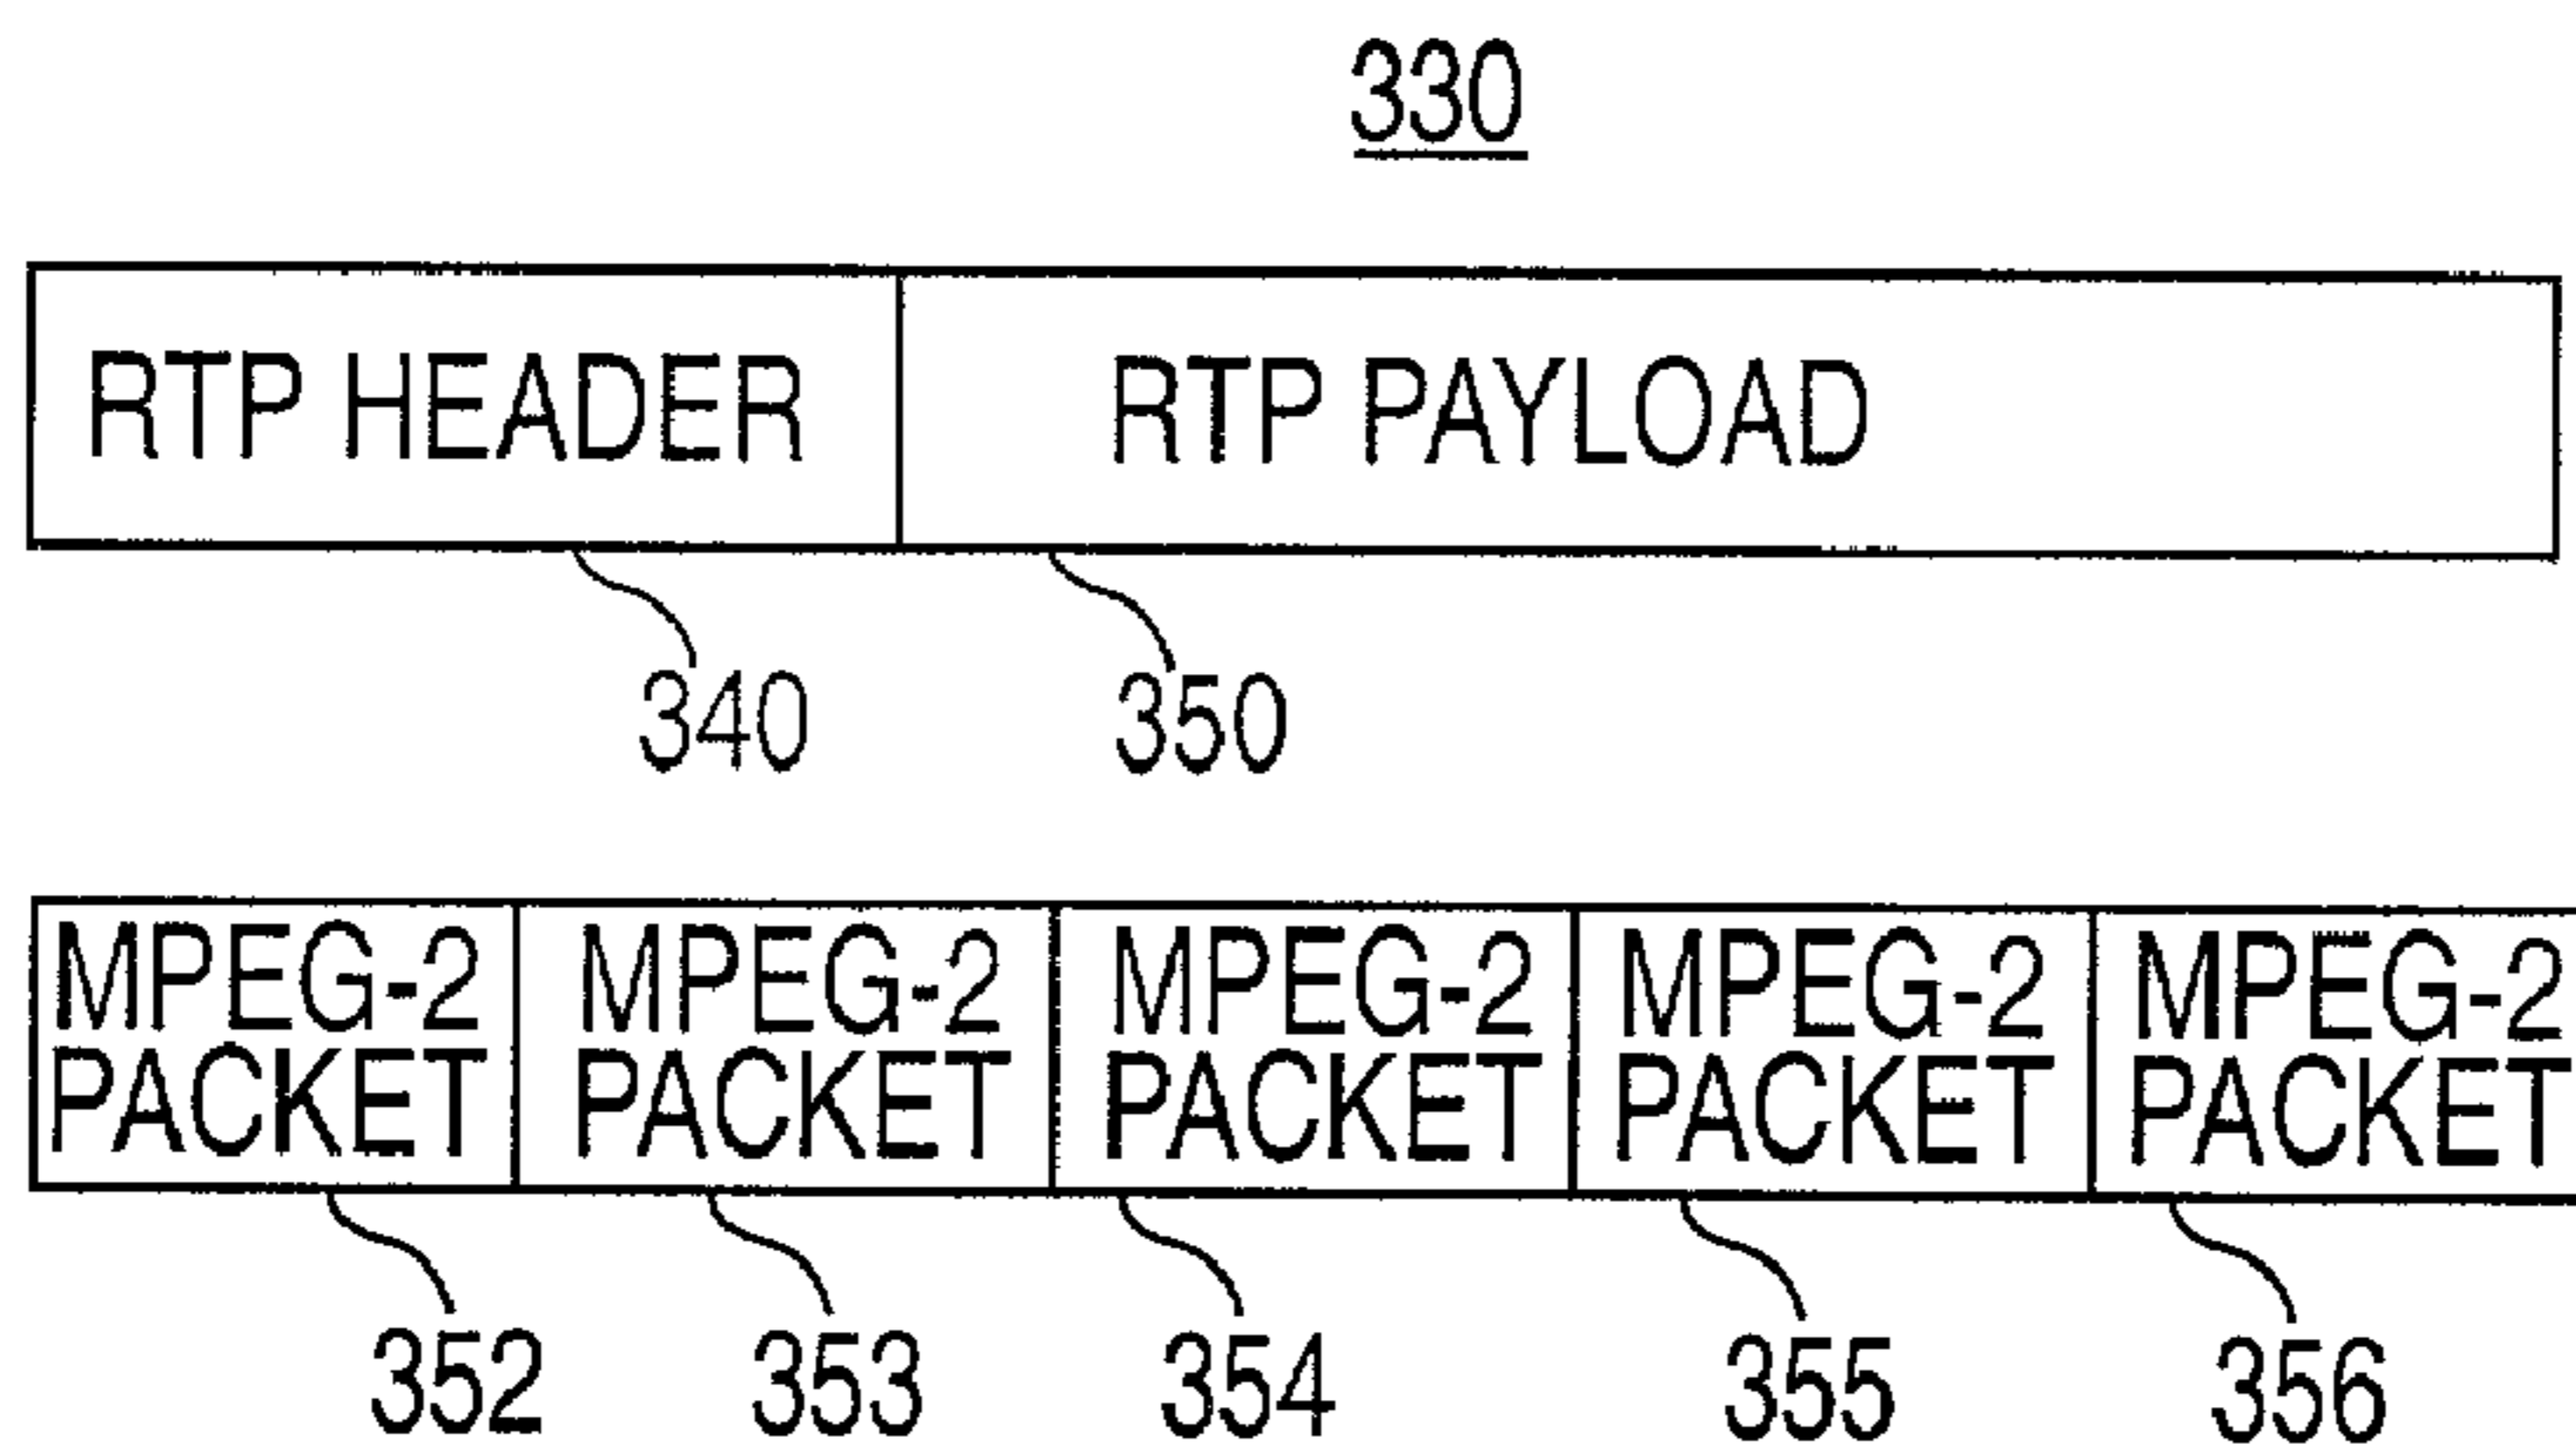 330
RTP HEADER RTP PAYLOAD
340 350
MPEG-2 MPEG-2 MPEG-2 MPEG-2 MPEG-2
PACKET PACKET PACKET PACKET PACKET
352 353 354 355 356